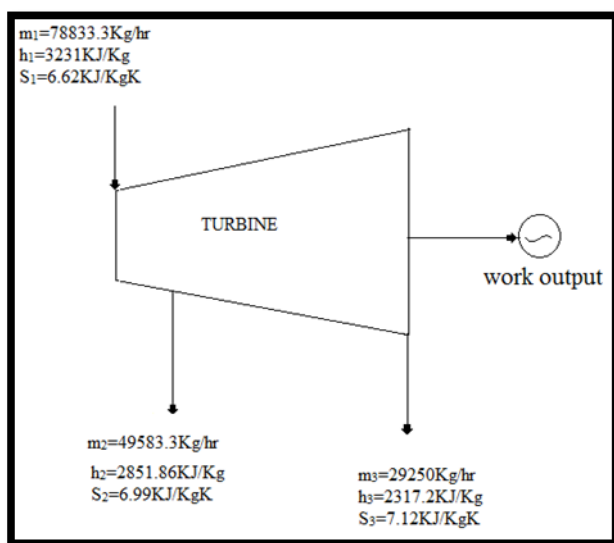 m₁=78833.3Kg/hr
h₁=3231KJ/Kg
S₁=6.62KJ/KgK
TURBINE
work output
m₂=49583.3Kg/hr
h₂=2851.86KJ/Kg
S₂=6.99KJ/KgK
m₃=29250Kg/hr
h₃=2317.2KJ/Kg
S₃=7.12KJ/KgK